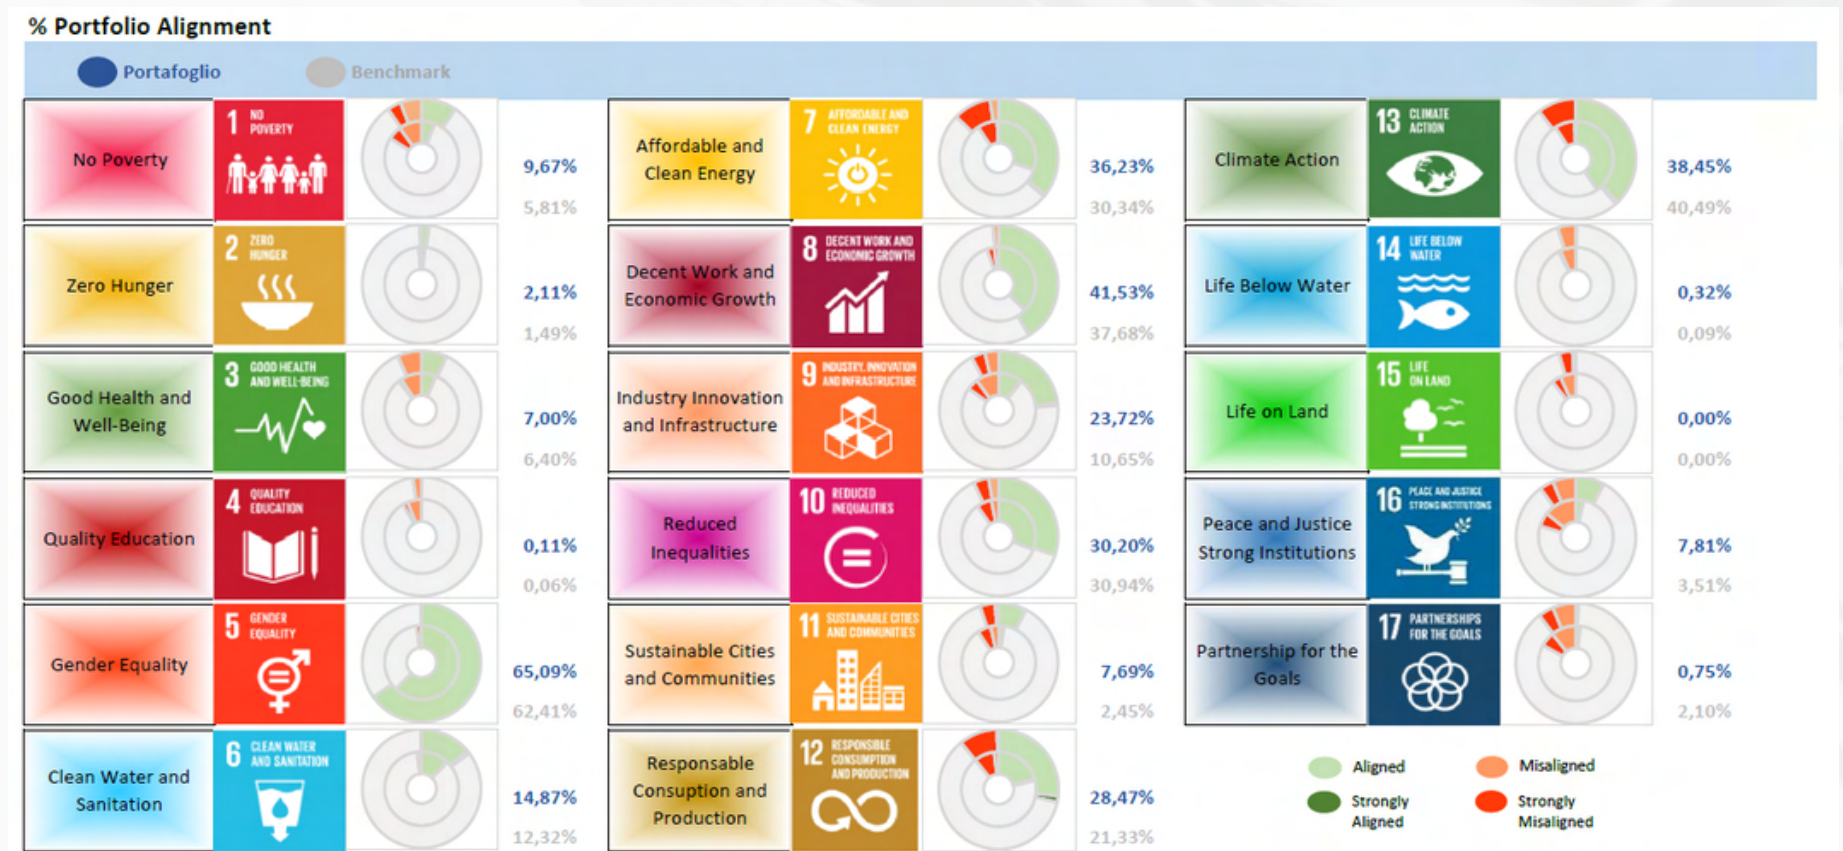 % Portfolio Alignment
Portafoglio
Benchmark
No Poverty
1 NO
POVERTY
9,67%
5,81%
Zero Hunger
2 ZERO
HUNGER
2,11%
1,49%
Good Health and
Well-Being
3 GOOD HEALTH
AND WELL-BEING
7,00%
6,40%
Quality Education
4 QUALITY
EDUCATION
0,11%
0,06%
Gender Equality
5 GENDER
EQUALITY
65,09%
62,41%
Clean Water and
Sanitation
6 CLEAN WATER
AND SANITATION
14,87%
12,32%
Affordable and
Clean Energy
7 AFFORDABLE AND
CLEAN ENERGY
36,23%
30,34%
Decent Work and
Economic Growth
8 DECENT WORK AND
ECONOMIC GROWTH
41,53%
37,68%
Industry Innovation
and Infrastructure
9 INDUSTRY, INNOVATION
AND INFRASTRUCTURE
23,72%
10,65%
Reduced
Inequalities
10 REDUCED
INEQUALITIES
30,20%
30,94%
Sustainable Cities
and Communities
11 SUSTAINABLE CITIES
AND COMMUNITIES
7,69%
2,45%
Responsable
Consuption and
Production
12 RESPONSIBLE
CONSUMPTION
AND PRODUCTION
28,47%
21,33%
Climate Action
13 CLIMATE
ACTION
38,45%
40,49%
Life Below Water
14 LIFE BELOW
WATER
0,32%
0,09%
Life on Land
15 LIFE
ON LAND
0,00%
0,00%
Peace and Justice
Strong Institutions
16 PEACE AND JUSTICE
STRONG INSTITUTIONS
7,81%
3,51%
Partnership for the
Goals
17 PARTNERSHIPS
FOR THE GOALS
0,75%
2,10%
Aligned
Misaligned
Strongly
Aligned
Strongly
Misaligned